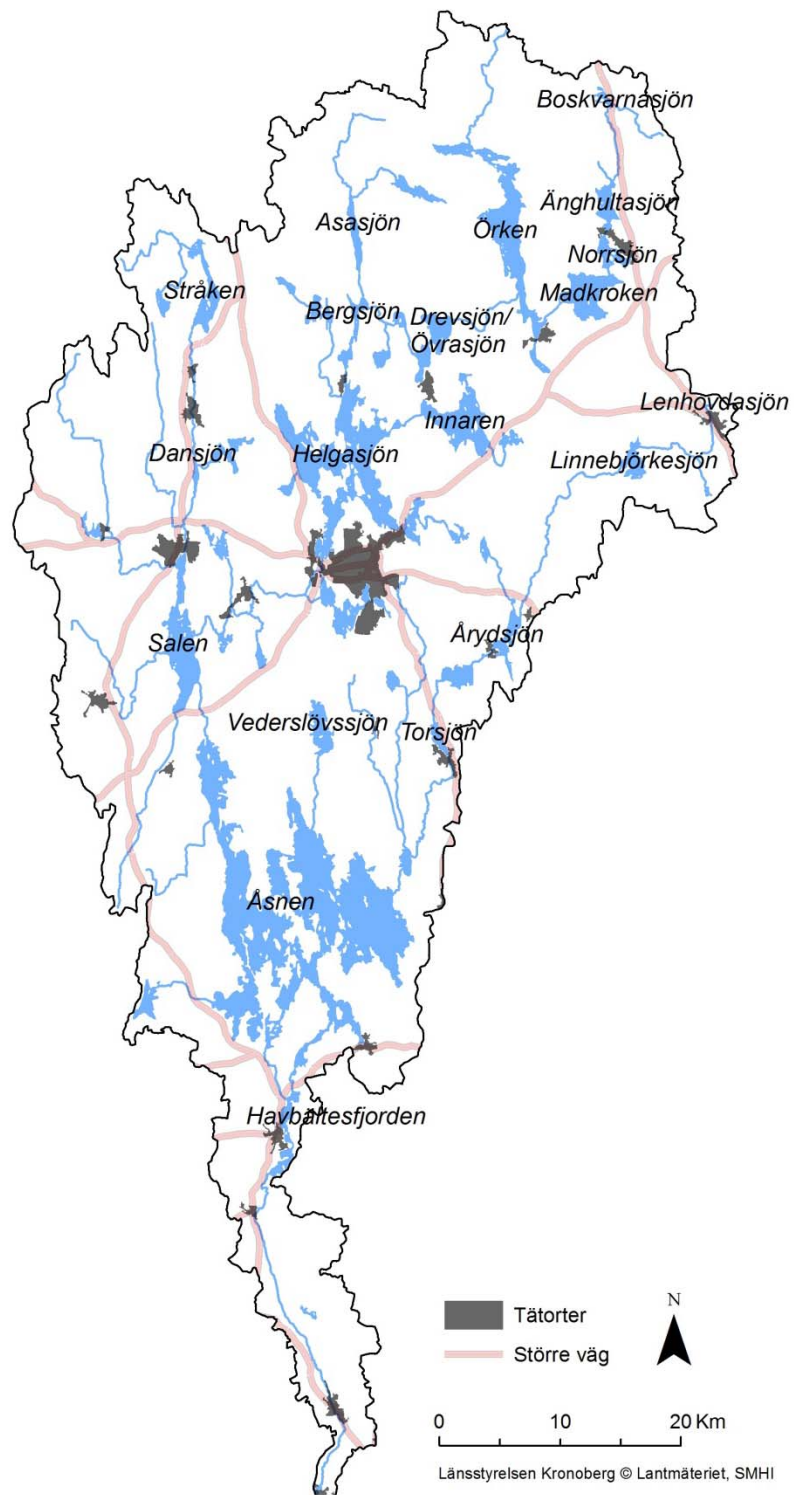 Boskvarnasjön
Änghultasjön
Asasjön
Örken
Norrsjön
Stråken
Madkroken
Bergsjön
Drevsjön/
Övrasjön
Lenhovdasjön
Innaren
Dansjön
Helgasjön
Linnebjörkesjön
Salen
Årydsjön
Vederslövssjön
Torsjön
Åsnen
Havbältesfjorden
N
Tätorter
Större väg
0 10 20 Km
Länsstyrelsen Kronoberg © Lantmäteriet, SMHI